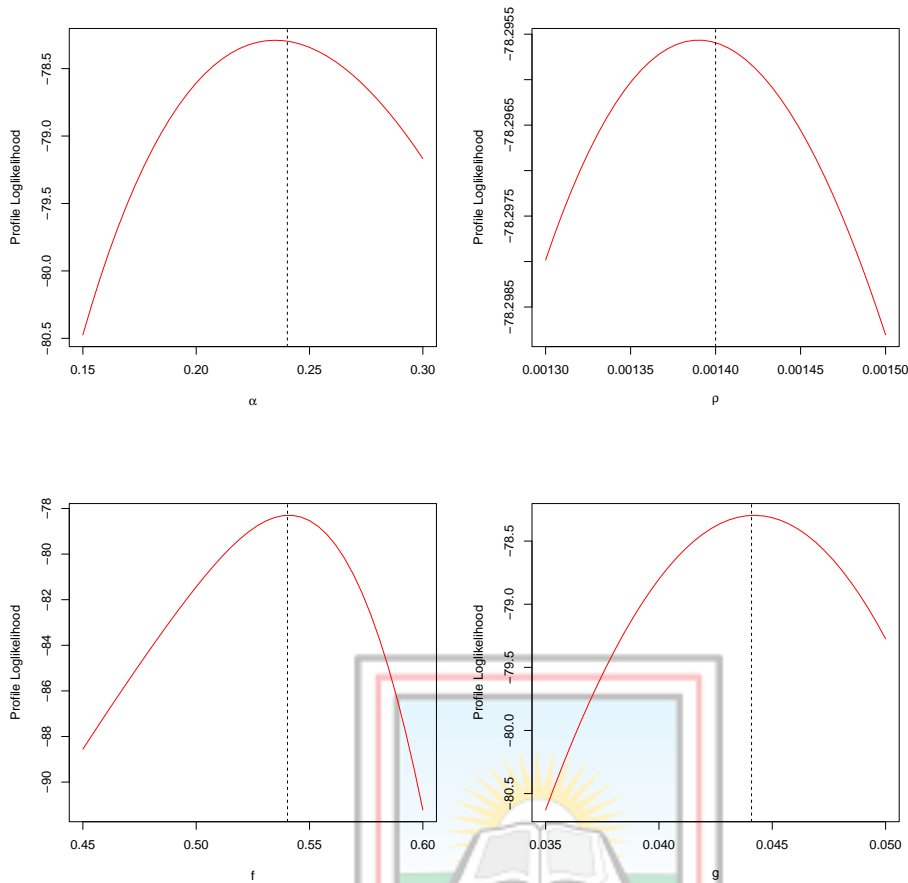 Profile Loglikelihood
−78.5
−79.0
−79.5
−80.0
−80.5
0.15 0.20 0.25 0.30
α
Profile Loglikelihood
−78.2955
−78.2965
−78.2975
−78.2985
0.00130 0.00135 0.00140 0.00145 0.00150
ρ
Profile Loglikelihood
−78
−80
−82
−84
−86
−88
−90
0.45 0.50 0.55 0.60
f
Profile Loglikelihood
−78.5
−79.0
−79.5
−80.0
−80.5
0.035 0.040 0.045 0.050
g